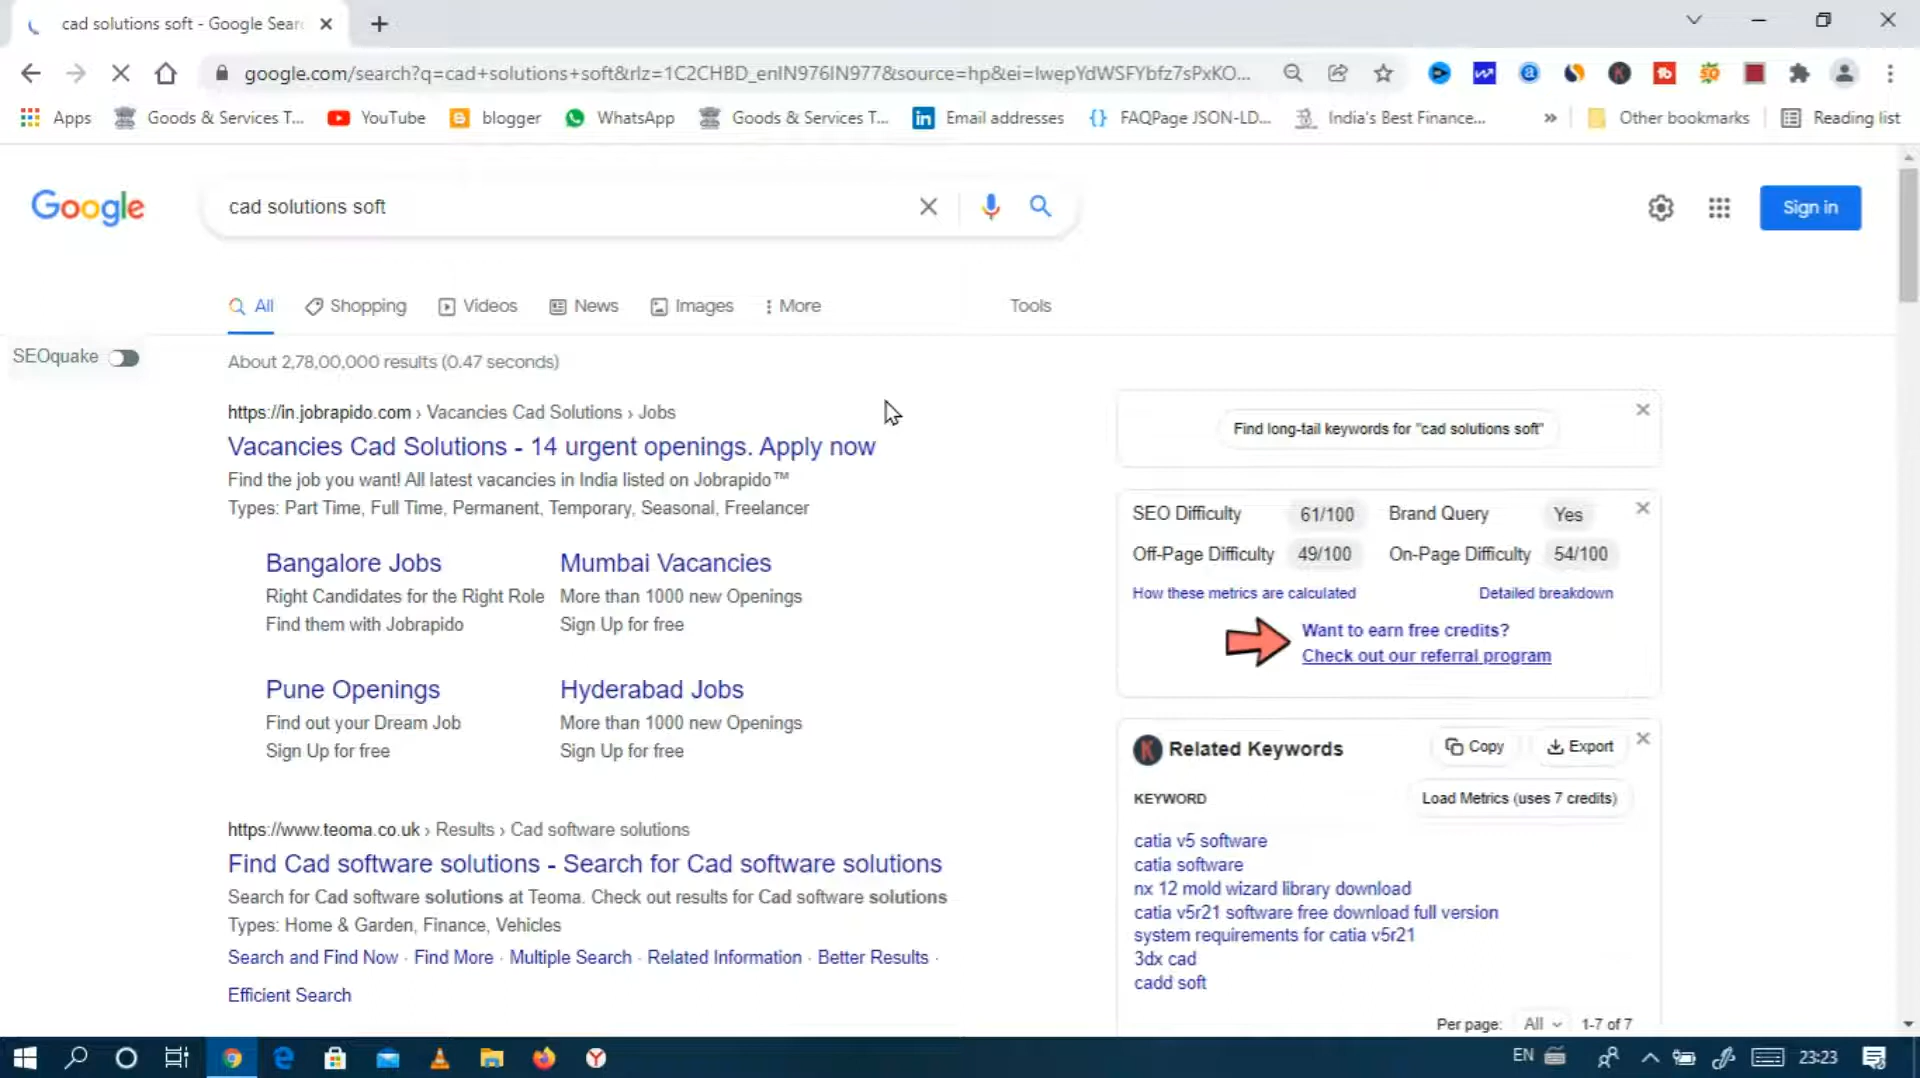 cad solutions soft - Google Sear
google.com/search?q=cad+solutions+soft&rlz=1C2CHBD_enIN976IN977&source=hp&ei=IwepYdWSFYbfz7sPxKO...
Apps
Goods & Services T...
YouTube
blogger
WhatsApp
Goods & Services T...
Email addresses
FAQPage JSON-LD...
India's Best Finance...
»
Other bookmarks
Reading list
Google
cad solutions soft
Sign in
All
Shopping
Videos
News
Images
More
Tools
SEOquake
About 2,78,00,000 results (0.47 seconds)
https://in.jobrapido.com › Vacancies Cad Solutions › Jobs
Vacancies Cad Solutions - 14 urgent openings. Apply now
Find the job you want! All latest vacancies in India listed on Jobrapido™
Types: Part Time, Full Time, Permanent, Temporary, Seasonal, Freelancer
Bangalore Jobs
Right Candidates for the Right Role
Find them with Jobrapido
Mumbai Vacancies
More than 1000 new Openings
Sign Up for free
Pune Openings
Find out your Dream Job
Sign Up for free
Hyderabad Jobs
More than 1000 new Openings
Sign Up for free
https://www.teoma.co.uk › Results › Cad software solutions
Find Cad software solutions - Search for Cad software solutions
Search for Cad software solutions at Teoma. Check out results for Cad software solutions
Types: Home & Garden, Finance, Vehicles
Search and Find Now · Find More · Multiple Search · Related Information · Better Results ·
Efficient Search
Find long-tail keywords for "cad solutions soft"
SEO Difficulty 61/100 Brand Query Yes
Off-Page Difficulty 49/100 On-Page Difficulty 54/100
How these metrics are calculated
Detailed breakdown
Want to earn free credits?
Check out our referral program
K Related Keywords
Copy
Export
KEYWORD
Load Metrics (uses 7 credits)
catia v5 software
catia software
nx 12 mold wizard library download
catia v5r21 software free download full version
system requirements for catia v5r21
3dx cad
cadd soft
Per page: All 1-7 of 7
EN
23:23